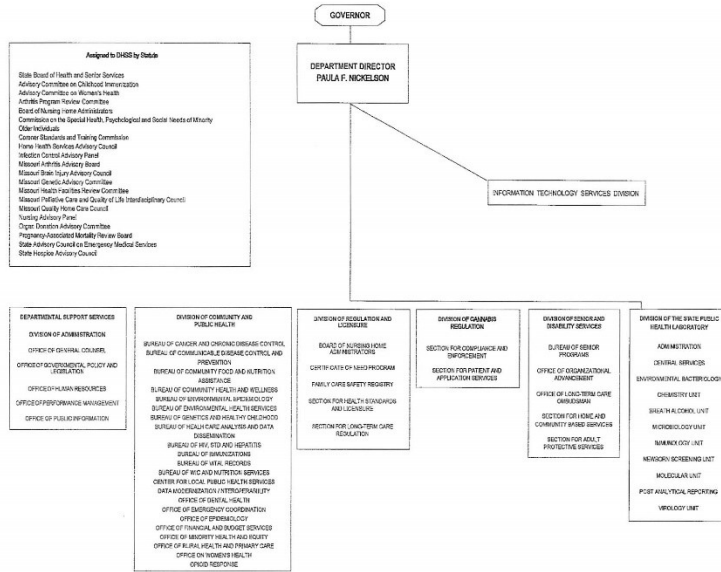 GOVERNOR
DEPARTMENT DIRECTOR
PAULA F. NICKELSON
Assigned to DHSS by Statute
State Board of Health and Senior Services
Advisory Committee on Childhood Immunization
Advisory Committee on Women's Health
Arthritis Program Review Committee
Board of Nursing Home Administrators
Commission on the Special Health, Psychological and Social Needs of Minority
Older Individuals
Coroner Standards and Training Commission
Home Health Services Advisory Council
Infection Control Advisory Panel
Missouri Arthritis Advisory Board
Missouri Brain Injury Advisory Council
Missouri Genetic Advisory Committee
Missouri Health Facilities Review Committee
Missouri Palliative Care and Quality of Life Interdisciplinary Council
Missouri Quality Home Care Council
Nursing Advisory Panel
Organ Donation Advisory Committee
Pregnancy-Associated Mortality Review Board
State Advisory Council on Emergency Medical Services
State Hospice Advisory Council
INFORMATION TECHNOLOGY SERVICES DIVISION
DEPARTMENTAL SUPPORT SERVICES
DIVISION OF ADMINISTRATION
OFFICE OF GENERAL COUNSEL
OFFICE OF GOVERNMENTAL POLICY AND
LEGISLATION
OFFICE OF HUMAN RESOURCES
OFFICE OF PERFORMANCE MANAGEMENT
OFFICE OF PUBLIC INFORMATION
DIVISION OF COMMUNITY AND
PUBLIC HEALTH
BUREAU OF CANCER AND CHRONIC DISEASE CONTROL
BUREAU OF COMMUNICABLE DISEASE CONTROL AND
PREVENTION
BUREAU OF COMMUNITY FOOD AND NUTRITION
ASSISTANCE
BUREAU OF COMMUNITY HEALTH AND WELLNESS
BUREAU OF ENVIRONMENTAL EPIDEMIOLOGY
BUREAU OF ENVIRONMENTAL HEALTH SERVICES
BUREAU OF GENETICS AND HEALTHY CHILDHOOD
BUREAU OF HEALTH CARE ANALYSIS AND DATA
DISSEMINATION
BUREAU OF HIV, STD AND HEPATITIS
BUREAU OF IMMUNIZATIONS
BUREAU OF VITAL RECORDS
BUREAU OF WIC AND NUTRITION SERVICES
CENTER FOR LOCAL PUBLIC HEALTH SERVICES
DATA MODERNIZATION / INTEROPERABILITY
OFFICE OF DENTAL HEALTH
OFFICE OF EMERGENCY COORDINATION
OFFICE OF EPIDEMIOLOGY
OFFICE OF FINANCIAL AND BUDGET SERVICES
OFFICE OF MINORITY HEALTH AND EQUITY
OFFICE OF RURAL HEALTH AND PRIMARY CARE
OFFICE ON WOMEN'S HEALTH
OPIOID RESPONSE
DIVISION OF REGULATION AND
LICENSURE
BOARD OF NURSING HOME
ADMINISTRATORS
CERTIFICATE OF NEED PROGRAM
FAMILY CARE SAFETY REGISTRY
SECTION FOR HEALTH STANDARDS
AND LICENSURE
SECTION FOR LONG-TERM CARE
REGULATION
DIVISION OF CANNABIS
REGULATION
SECTION FOR COMPLIANCE AND
ENFORCEMENT
SECTION FOR PATIENT AND
APPLICATION SERVICES
DIVISION OF SENIOR AND
DISABILITY SERVICES
BUREAU OF SENIOR
PROGRAMS
OFFICE OF ORGANIZATIONAL
ADVANCEMENT
OFFICE OF LONG-TERM CARE
OMBUDSMAN
SECTION FOR HOME AND
COMMUNITY BASED SERVICES
SECTION FOR ADULT
PROTECTIVE SERVICES
DIVISION OF THE STATE PUBLIC
HEALTH LABORATORY
ADMINISTRATION
CENTRAL SERVICES
ENVIRONMENTAL BACTERIOLOGY
CHEMISTRY UNIT
BREATH ALCOHOL UNIT
MICROBIOLOGY UNIT
IMMUNOLOGY UNIT
NEWBORN SCREENING UNIT
MOLECULAR UNIT
POST ANALYTICAL REPORTING
VIROLOGY UNIT